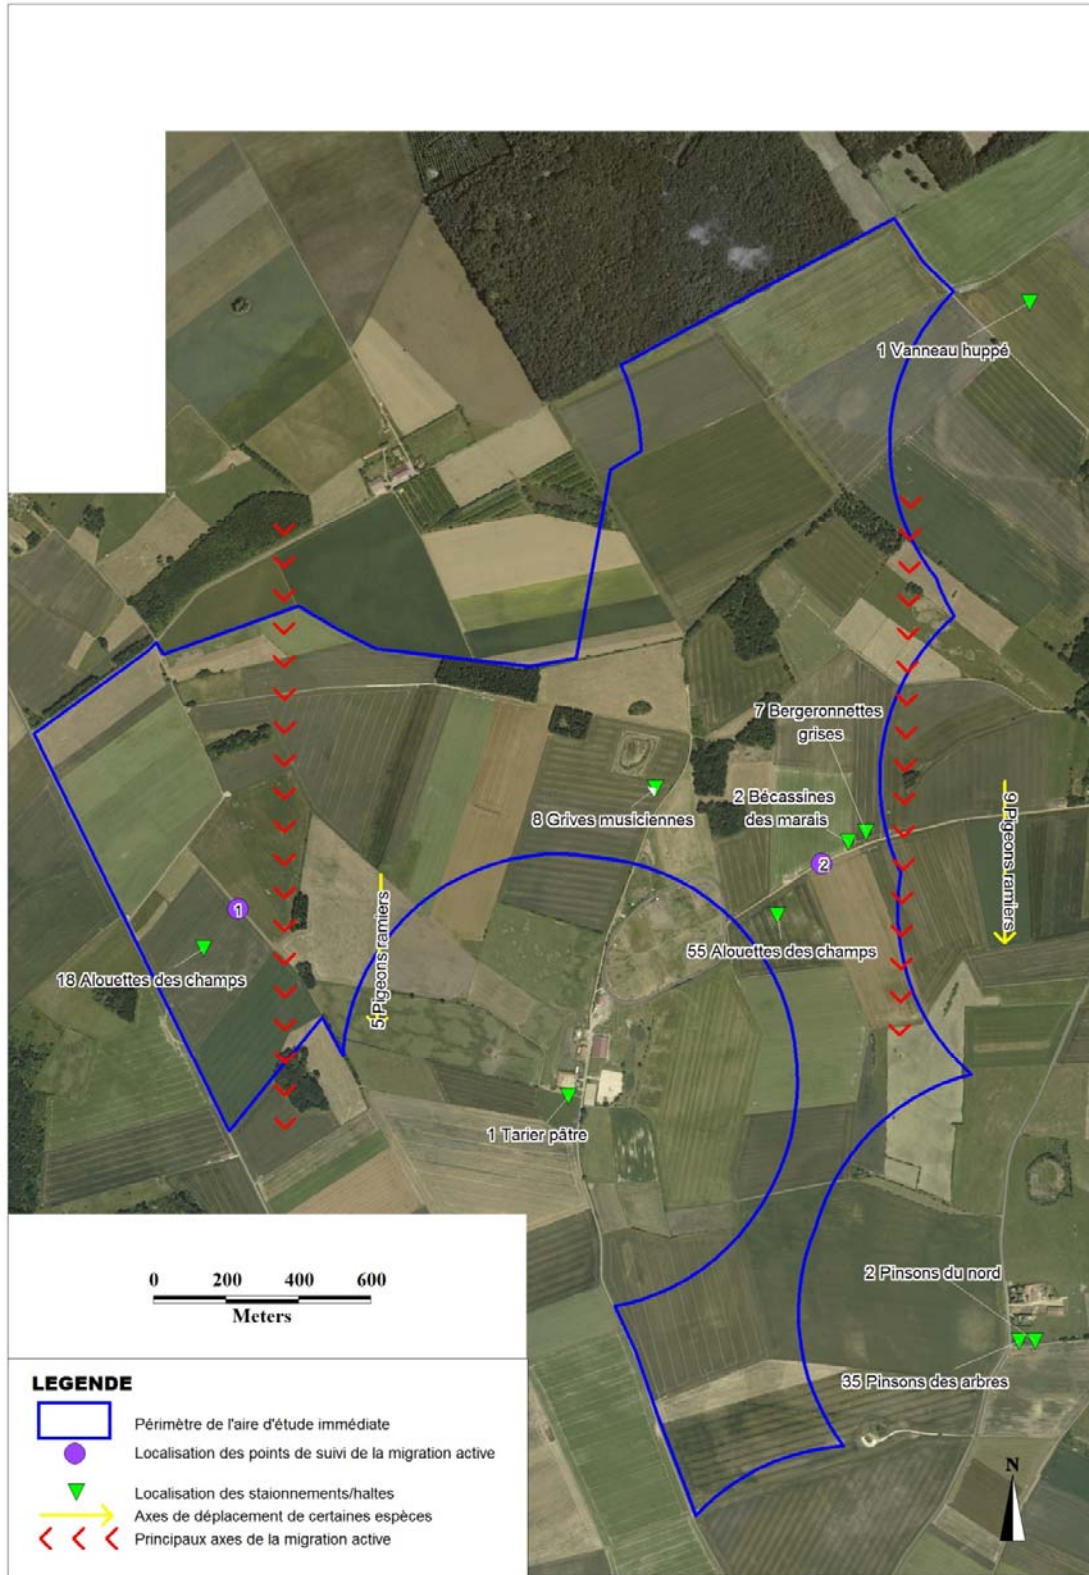 1 Vanneau huppé
7 Bergeronnettes
grises
2 Bécassines
des marais
8 Grives musiciennes
9 Pigeons ramiers
2
1
5 Pigeons ramiers
55 Alouettes des champs
18 Alouettes des champs
1 Tarier pâtre
2 Pinsons du nord
35 Pinsons des arbres
0 200 400 600
Meters
LEGENDE
Périmètre de l'aire d'étude immédiate
Localisation des points de suivi de la migration active
Localisation des staionnements/haltes
Axes de déplacement de certaines espèces
Principaux axes de la migration active
N